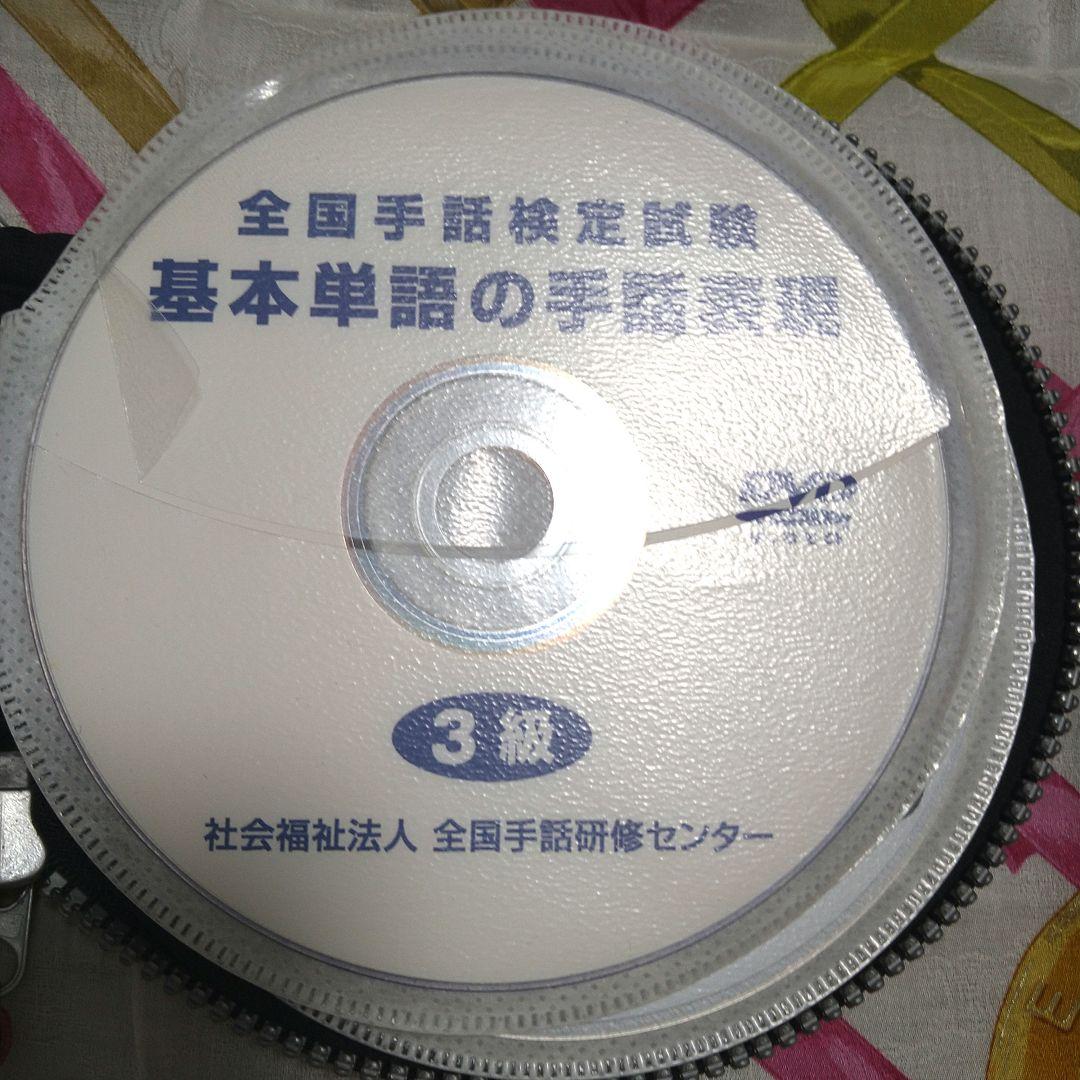 全国手話検定試験
基本単語の手話表現
DVD
3級
社会福祉法人 全国手話研修センター